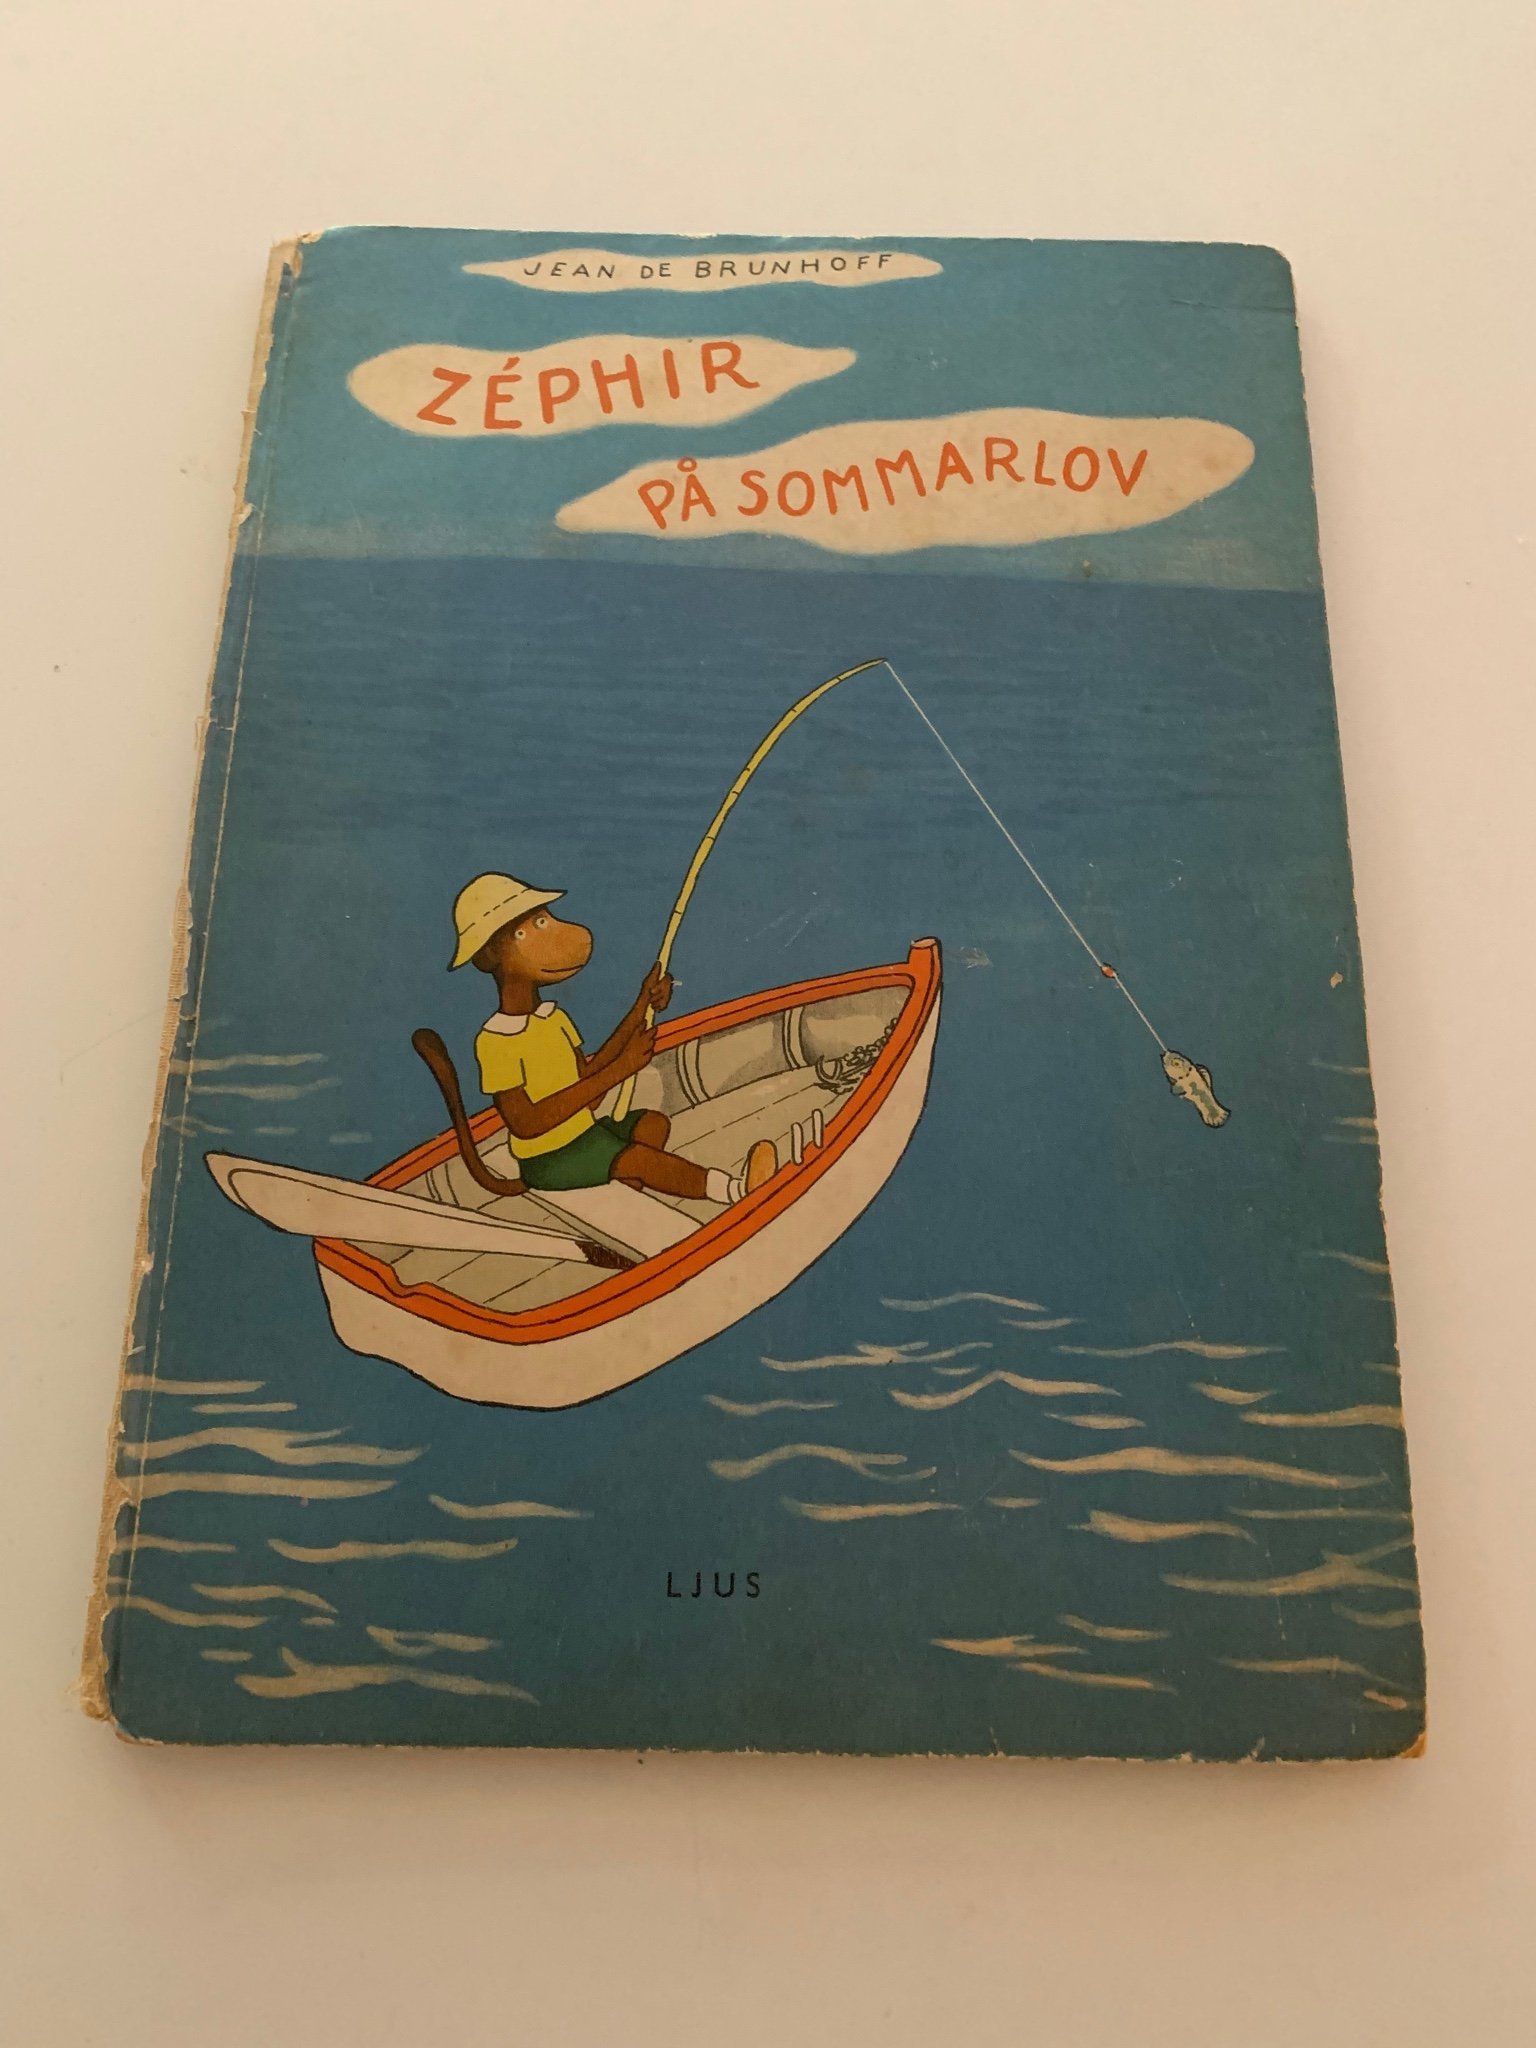 JEAN DE BRUNHOFF
ZÉPHIR
PÅ SOMMARLOV
LJUS